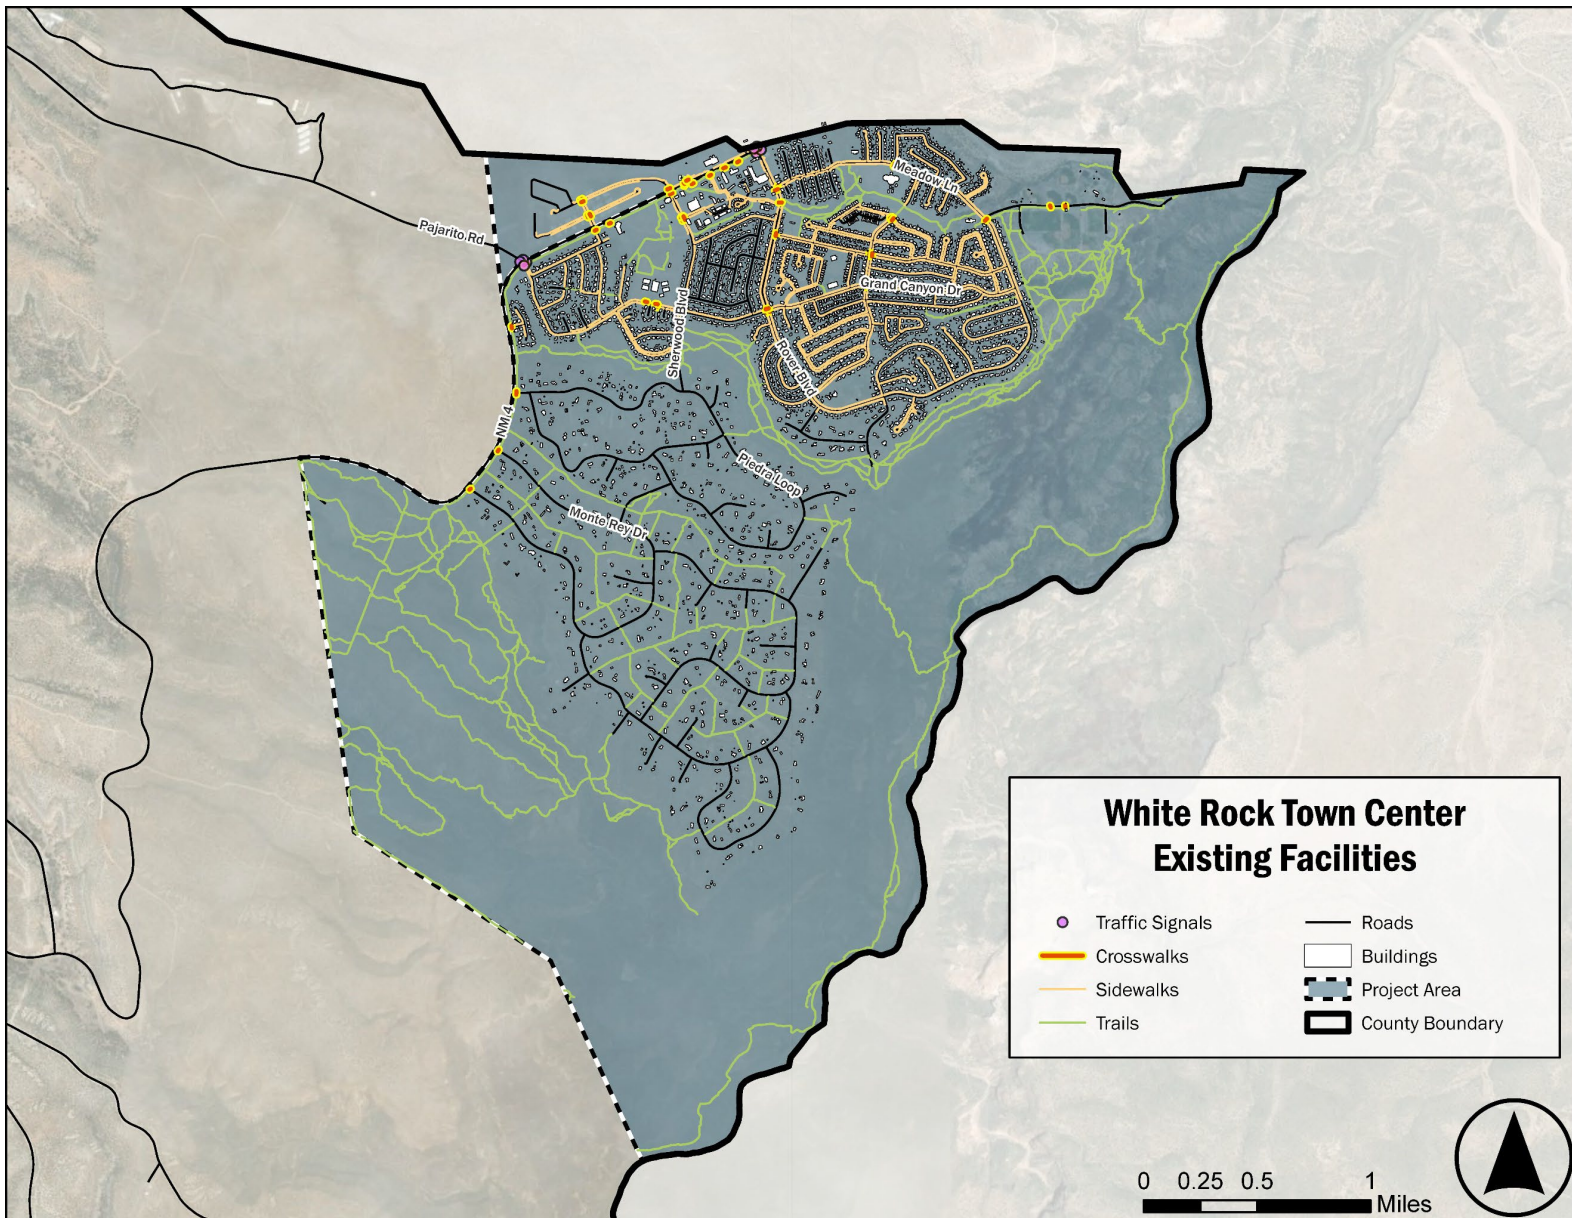 Meadow Ln
Pajarito Rd
Grand Canyon Dr
Sherwood Blvd
Rover Blvd
NM 4
Piedra Loop
Monte Rey Dr
White Rock Town Center
Existing Facilities
Traffic Signals
Crosswalks
Sidewalks
Trails
Roads
Buildings
Project Area
County Boundary
0 0.25 0.5 1
Miles